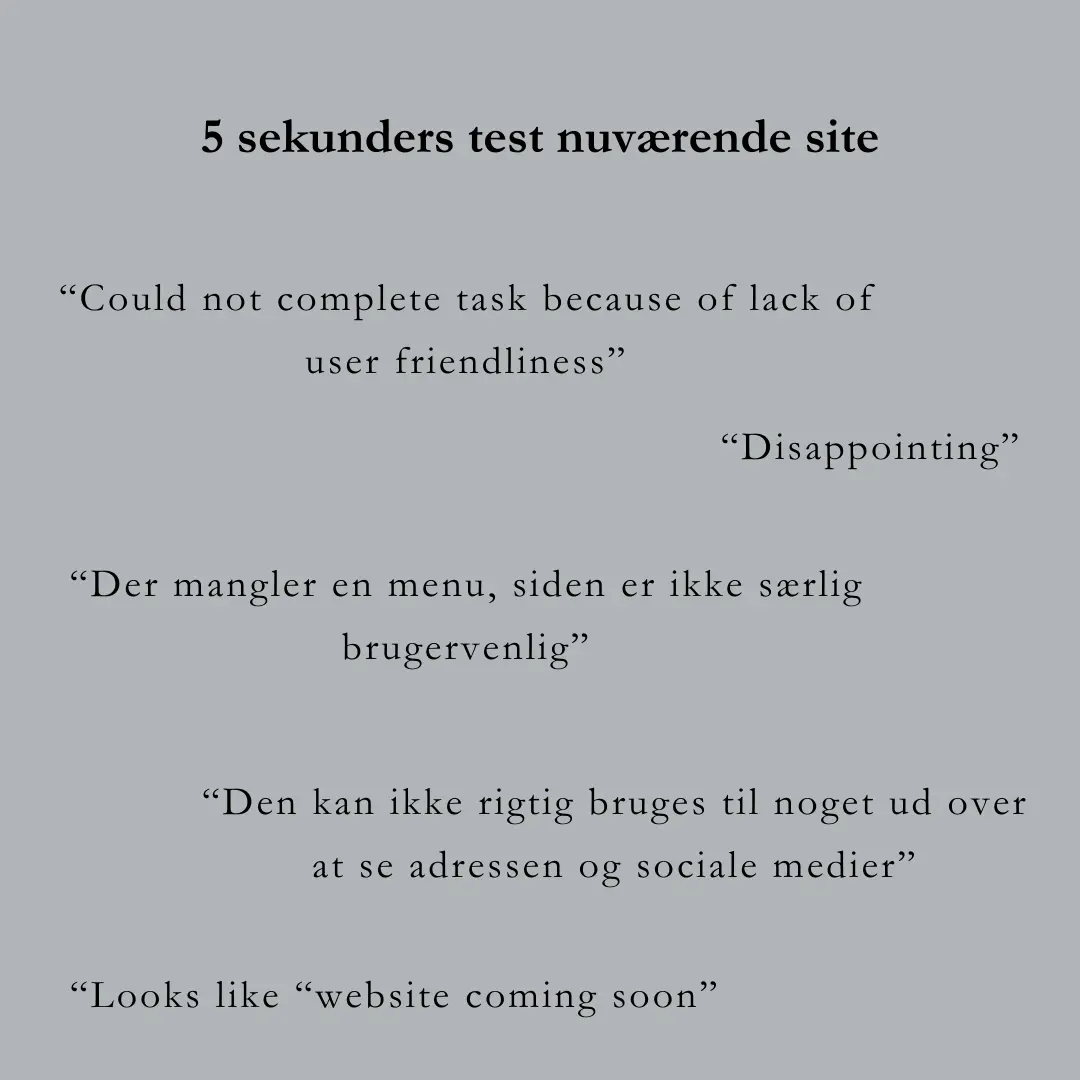 5 sekunders test nuværende site
“Could not complete task because of lack of
user friendliness”
“Disappointing”
“Der mangler en menu, siden er ikke særlig
brugervenlig”
“Den kan ikke rigtig bruges til noget ud over
at se adressen og sociale medier”
“Looks like “website coming soon”